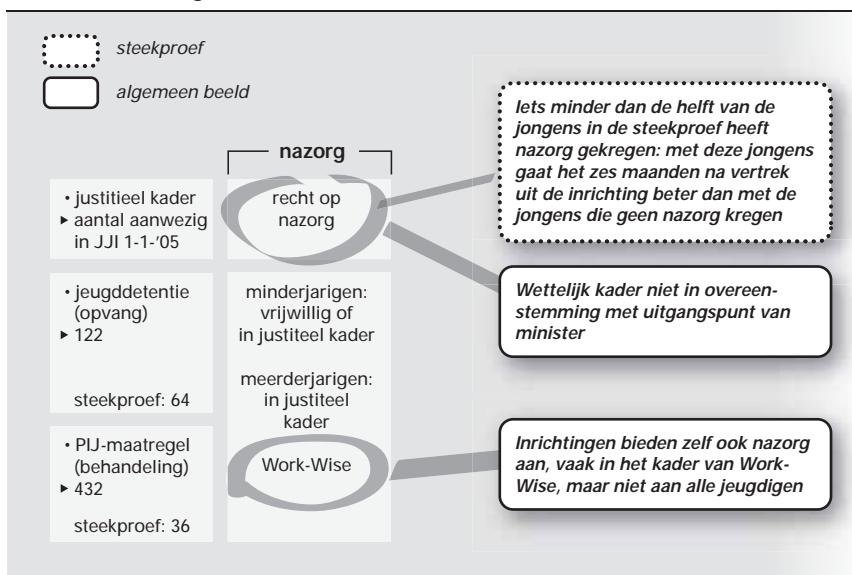 steekproef
algemeen beeld
nazorg
• justitieel kader
▸ aantal aanwezig
in JJI 1-1-'05
recht op
nazorg
• jeugddetentie
(opvang)
▸ 122
steekproef: 64
minderjarigen:
vrijwillig of
in justitieel kader
meerderjarigen:
in justitieel
kader
• PIJ-maatregel
(behandeling)
▸ 432
steekproef: 36
Work-Wise
Iets minder dan de helft van de
jongens in de steekproef heeft
nazorg gekregen: met deze jongens
gaat het zes maanden na vertrek
uit de inrichting beter dan met de
jongens die geen nazorg kregen
Wettelijk kader niet in overeen-
stemming met uitgangspunt van
minister
Inrichtingen bieden zelf ook nazorg
aan, vaak in het kader van Work-
Wise, maar niet aan alle jeugdigen